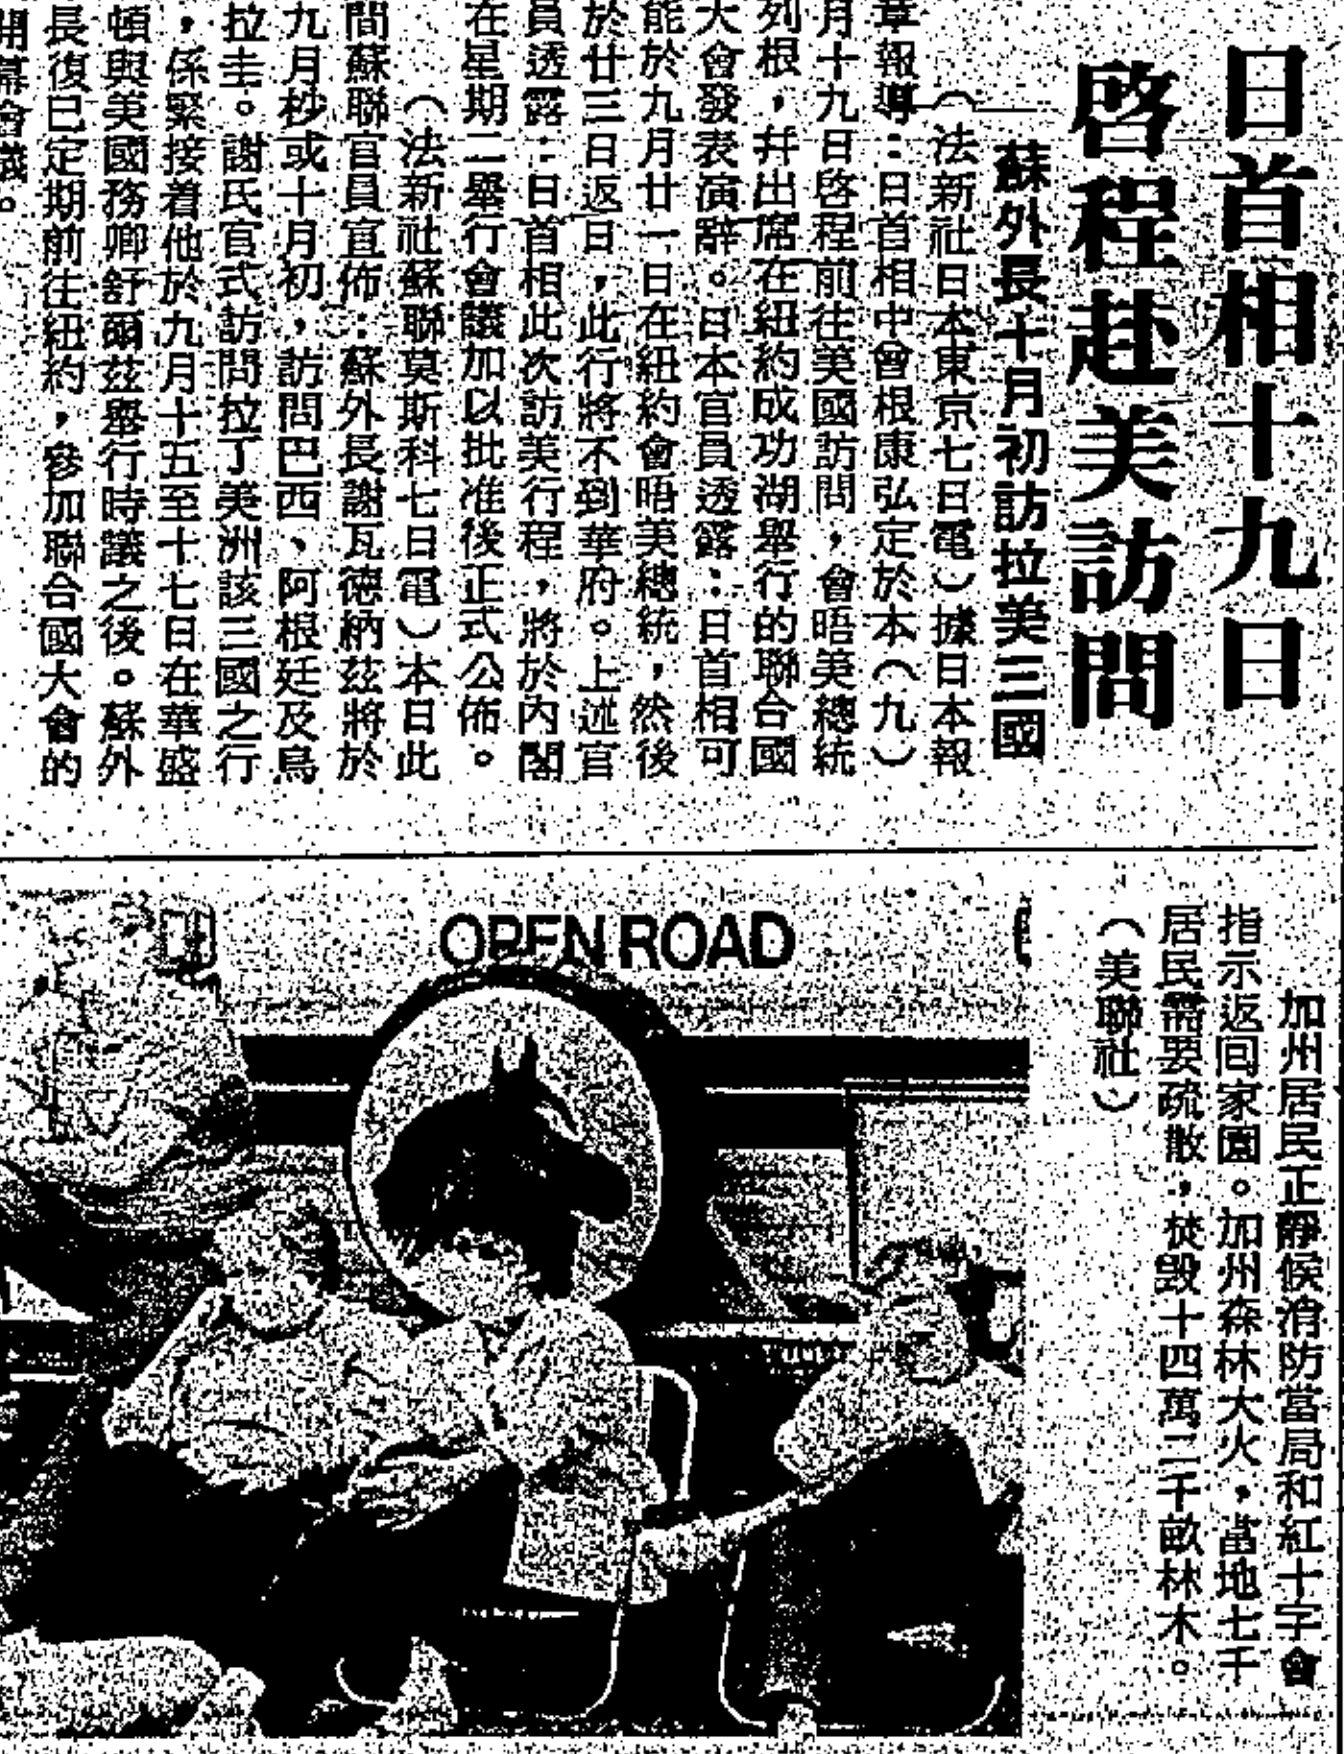 日首相十九日
啓程赴美訪問
蘇外長十月初訪拉美三國
（法新社日本東京七日電）據日本報
章報導：日首相中曾根康弘定於本（九）
月十九日啓程前往美國訪問，會晤美總統
列根，幷出席在紐約成功湖舉行的聯合國
大會發表演辭。日本官員透露：日首相可
能於九月廿一日在紐約會晤美總統，然後
於廿三日返日，此行將不到華府。上述官
員透露：日首相此次訪美行程，將於內閣
在星期二舉行會議加以批准後正式公佈。
（法新社蘇聯莫斯科七日電）本日此
間蘇聯官員宣佈：蘇外長謝瓦德納茲將於
九月杪或十月初，訪問巴西、阿根廷及烏
拉圭。謝氏官式訪問拉丁美洲該三國之行
，係緊接着他於九月十五至十七日在華盛
頓與美國務卿舒爾茲舉行時議之後。蘇外
長復已定期前往紐約，參加聯合國大會的
開幕會議。
加州居民正靜候消防當局和紅十字會
指示返回家園。加州森林大火，當地七千
居民需要疏散，焚毀十四萬二千畝林木。
（美聯社）
OPEN ROAD